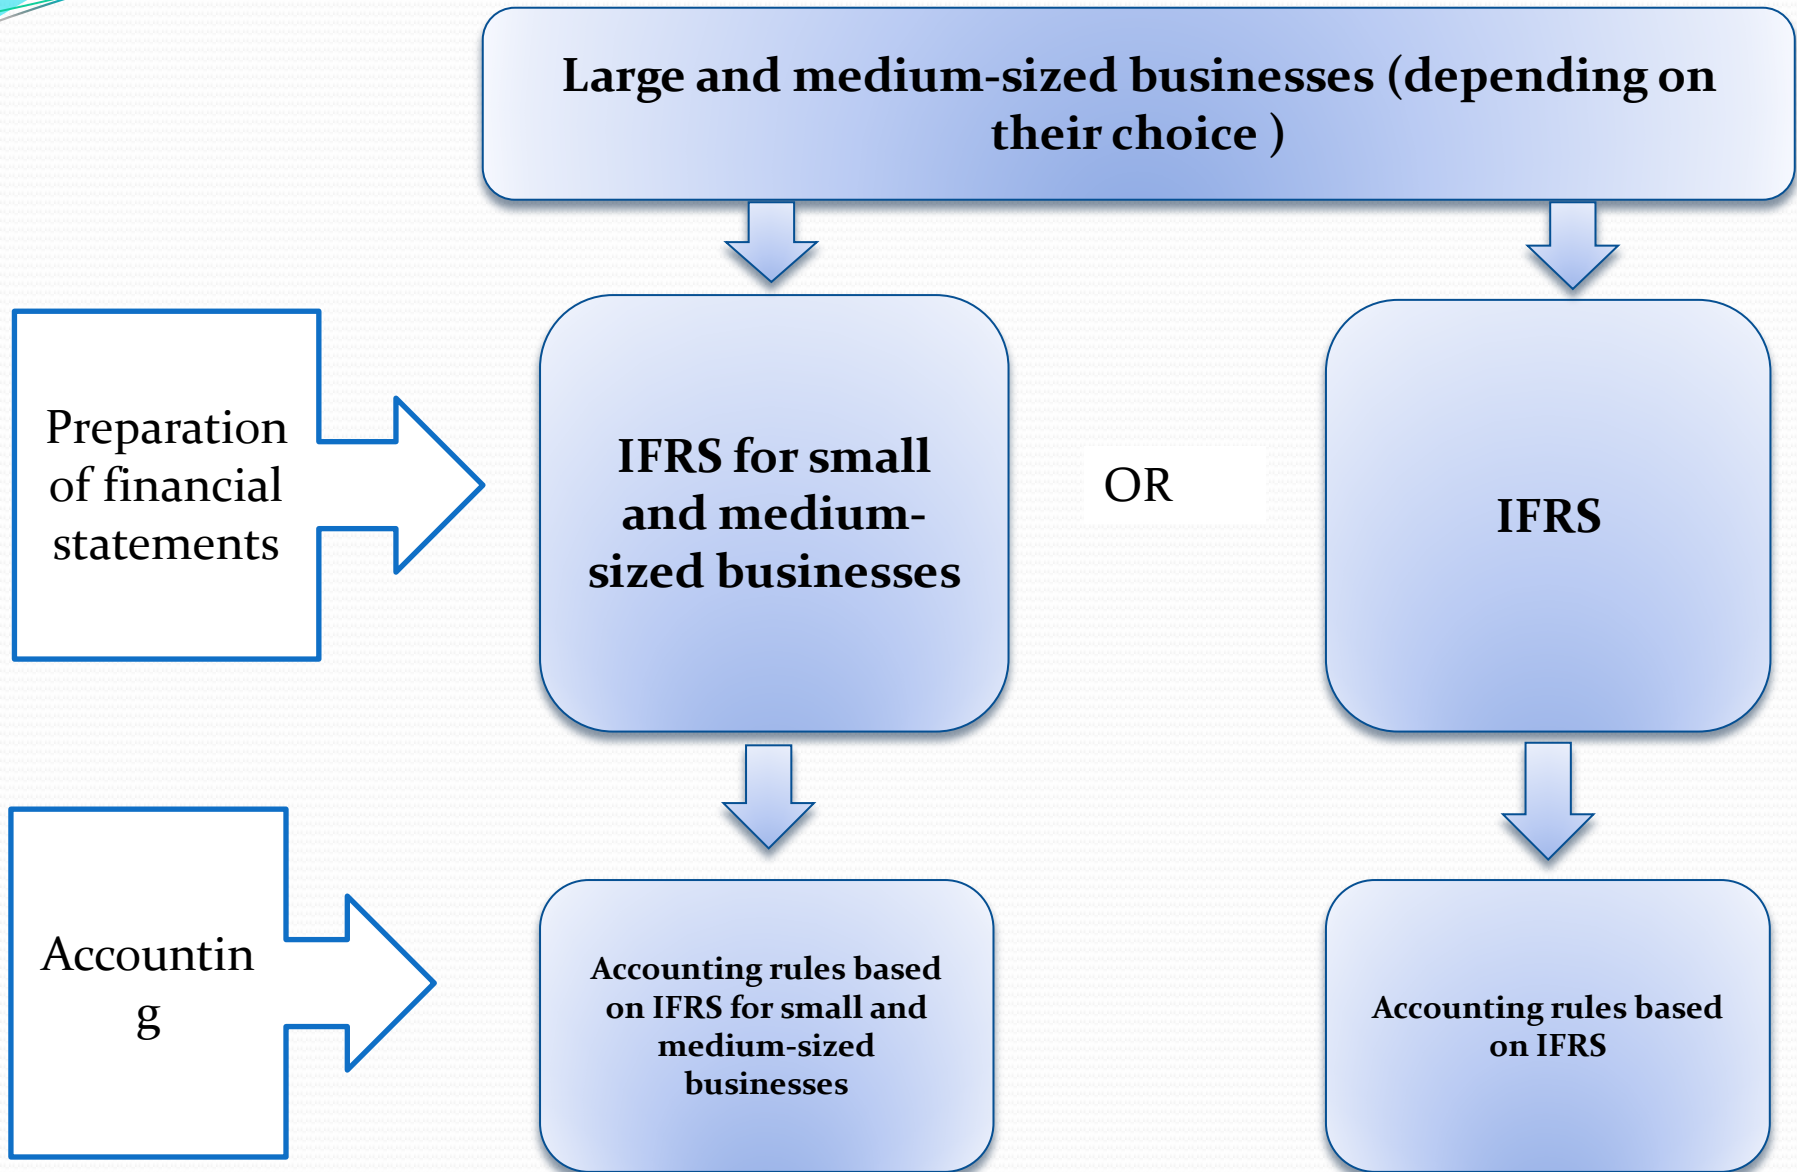 Large and medium-sized businesses (depending on
their choice )
Preparation
of financial
statements
IFRS for small
and medium-
sized businesses
OR
IFRS
Accountin
g
Accounting rules based
on IFRS for small and
medium-sized
businesses
Accounting rules based
on IFRS